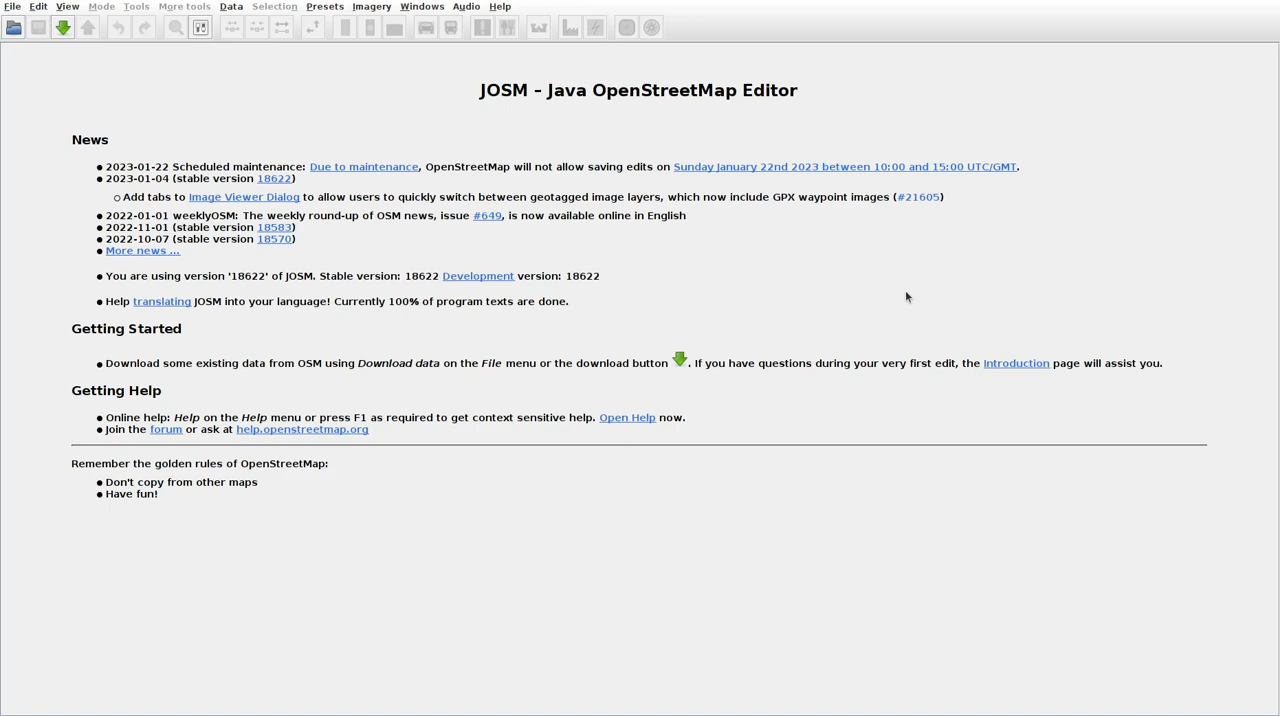 File Edit View Mode Tools More tools Data Selection Presets Imagery Windows Audio Help
JOSM – Java OpenStreetMap Editor
News
● 2023-01-22 Scheduled maintenance: Due to maintenance, OpenStreetMap will not allow saving edits on Sunday January 22nd 2023 between 10:00 and 15:00 UTC/GMT.
● 2023-01-04 (stable version 18622)
○ Add tabs to Image Viewer Dialog to allow users to quickly switch between geotagged image layers, which now include GPX waypoint images (#21605)
● 2022-01-01 weeklyOSM: The weekly round-up of OSM news, issue #649, is now available online in English
● 2022-11-01 (stable version 18583)
● 2022-10-07 (stable version 18570)
● More news ...
● You are using version '18622' of JOSM. Stable version: 18622 Development version: 18622
● Help translating JOSM into your language! Currently 100% of program texts are done.
Getting Started
● Download some existing data from OSM using Download data on the File menu or the download button . If you have questions during your very first edit, the Introduction page will assist you.
Getting Help
● Online help: Help on the Help menu or press F1 as required to get context sensitive help. Open Help now.
● Join the forum or ask at help.openstreetmap.org
Remember the golden rules of OpenStreetMap:
● Don't copy from other maps
● Have fun!